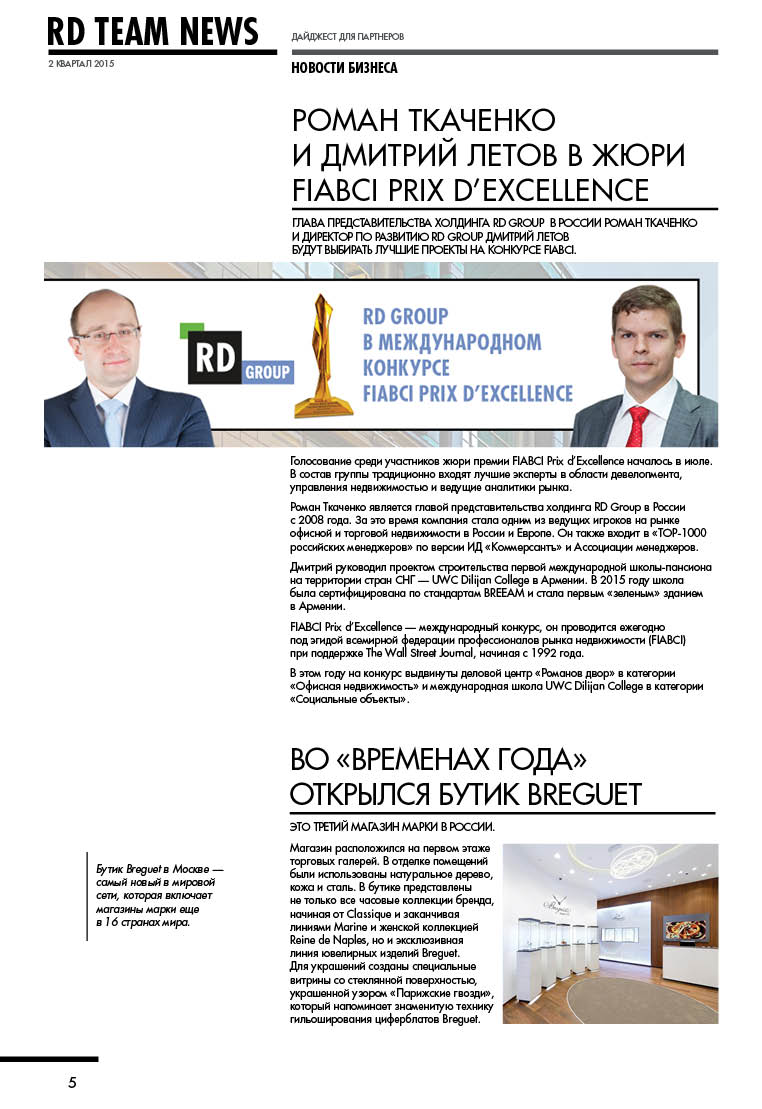 RD TEAM NEWS
ДАЙДЖЕСТ ДЛЯ ПАРТНЕРОВ
2 КВАРТАЛ 2015
НОВОСТИ БИЗНЕСА
РОМАН ТКАЧЕНКО
И ДМИТРИЙ ЛЕТОВ В ЖЮРИ
FIABCI PRIX D’EXCELLENCE
ГЛАВА ПРЕДСТАВИТЕЛЬСТВА ХОЛДИНГА RD GROUP В РОССИИ РОМАН ТКАЧЕНКО
И ДИРЕКТОР ПО РАЗВИТИЮ RD GROUP ДМИТРИЙ ЛЕТОВ
БУДУТ ВЫБИРАТЬ ЛУЧШИЕ ПРОЕКТЫ НА КОНКУРСЕ FIABCI.
RD GROUP
RD GROUP
В МЕЖДУНАРОДНОМ
КОНКУРСЕ
FIABCI PRIX D’EXCELLENCE
Голосование среди участников жюри премии FIABCI Prix d’Excellence началось в июле.
В состав группы традиционно входят лучшие эксперты в области девелопмента,
управления недвижимостью и ведущие аналитики рынка.
Роман Ткаченко является главой представительства холдинга RD Group в России
с 2008 года. За это время компания стала одним из ведущих игроков на рынке
офисной и торговой недвижимости в России и Европе. Он также входит в «TOP-1000
российских менеджеров» по версии ИД «Коммерсантъ» и Ассоциации менеджеров.
Дмитрий руководил проектом строительства первой международной школы-пансиона
на территории стран СНГ — UWC Dilijan College в Армении. В 2015 году школа
была сертифицирована по стандартам BREEAM и стала первым «зеленым» зданием
в Армении.
FIABCI Prix d’Excellence — международный конкурс, он проводится ежегодно
под эгидой всемирной федерации профессионалов рынка недвижимости (FIABCI)
при поддержке The Wall Street Journal, начиная с 1992 года.
В этом году на конкурс выдвинуты деловой центр «Романов двор» в категории
«Офисная недвижимость» и международная школа UWC Dilijan College в категории
«Социальные объекты».
ВО «ВРЕМЕНАХ ГОДА»
ОТКРЫЛСЯ БУТИК BREGUET
ЭТО ТРЕТИЙ МАГАЗИН МАРКИ В РОССИИ.
Бутик Breguet в Москве —
самый новый в мировой
сети, которая включает
магазины марки еще
в 16 странах мира.
Магазин расположился на первом этаже
торговых галерей. В отделке помещений
были использованы натуральное дерево,
кожа и сталь. В бутике представлены
не только все часовые коллекции бренда,
начиная от Classique и заканчивая
линиями Marine и женской коллекцией
Reine de Naples, но и эксклюзивная
линия ювелирных изделий Breguet.
Для украшений созданы специальные
витрины со стеклянной поверхностью,
украшенной узором «Парижские гвозди»,
который напоминает знаменитую технику
гильоширования циферблатов Breguet.
Breguet
5